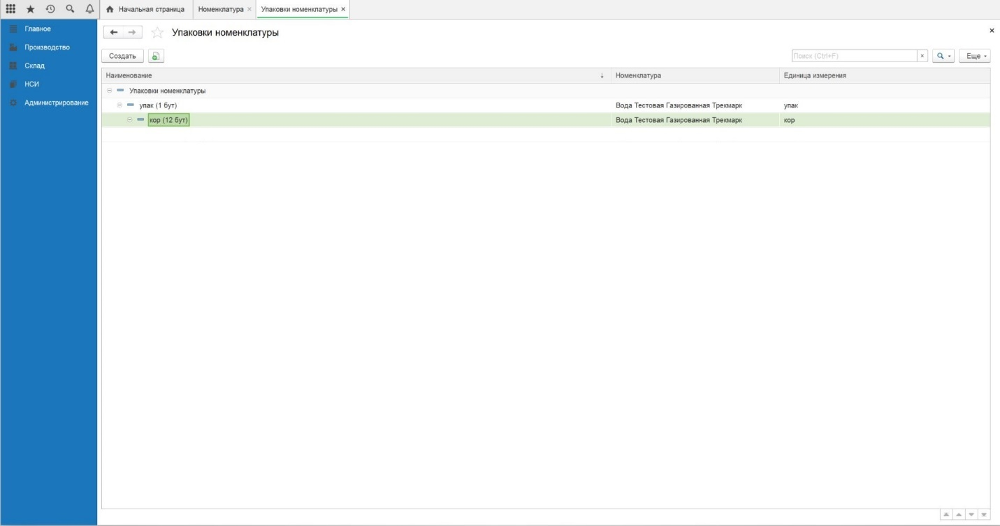 Начальная страница Номенклатура × Упаковки номенклатуры ×
Главное
Производство
Склад
НСИ
Администрирование
Упаковки номенклатуры
Создать Поиск (Ctrl+F) × Еще
Наименование ↓ Номенклатура Единица измерения
Упаковки номенклатуры
упак (1 бут) Вода Тестовая Газированная Трекмарк упак
кор (12 бут) Вода Тестовая Газированная Трекмарк кор